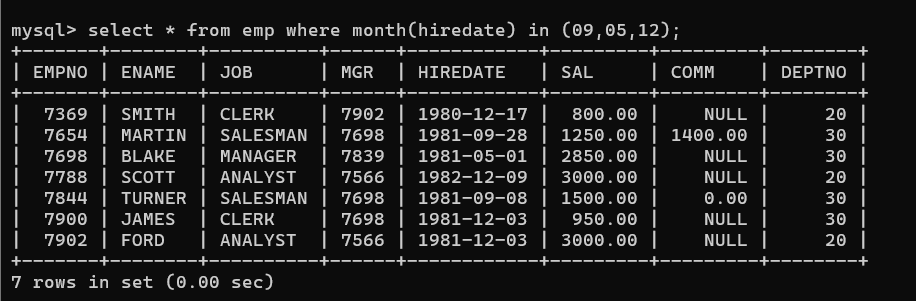 mysql> select * from emp where month(hiredate) in (09,05,12);
+-------+--------+----------+------+------------+---------+---------+--------+
| EMPNO | ENAME  | JOB      | MGR  | HIREDATE   | SAL     | COMM    | DEPTNO |
+-------+--------+----------+------+------------+---------+---------+--------+
|  7369 | SMITH  | CLERK    | 7902 | 1980-12-17 |  800.00 |    NULL |     20 |
|  7654 | MARTIN | SALESMAN | 7698 | 1981-09-28 | 1250.00 | 1400.00 |     30 |
|  7698 | BLAKE  | MANAGER  | 7839 | 1981-05-01 | 2850.00 |    NULL |     30 |
|  7788 | SCOTT  | ANALYST  | 7566 | 1982-12-09 | 3000.00 |    NULL |     20 |
|  7844 | TURNER | SALESMAN | 7698 | 1981-09-08 | 1500.00 |    0.00 |     30 |
|  7900 | JAMES  | CLERK    | 7698 | 1981-12-03 |  950.00 |    NULL |     30 |
|  7902 | FORD   | ANALYST  | 7566 | 1981-12-03 | 3000.00 |    NULL |     20 |
+-------+--------+----------+------+------------+---------+---------+--------+
7 rows in set (0.00 sec)